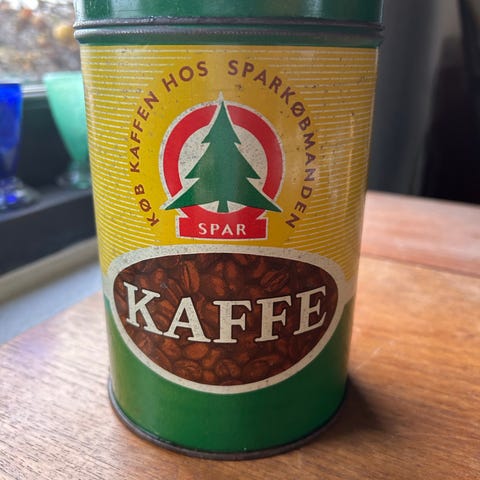 KØB KAFFEN HOS SPARKØBMANDEN
SPAR
KAFFE